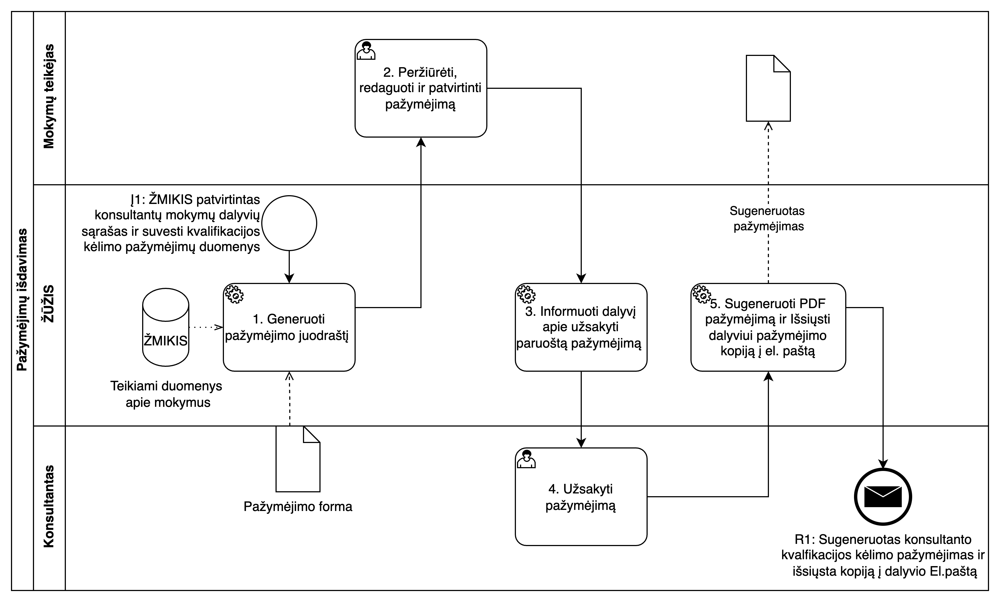 Pažymėjimų išdavimas
Mokymų teikėjas
2. Peržiūrėti,
redaguoti ir patvirtinti
pažymėjimą
ŽŪŽIS
Į1: ŽMIKIS patvirtintas
konsultantų mokymų dalyvių
sąrašas ir suvesti kvalifikacijos
kėlimo pažymėjimų duomenys
ŽMIKIS
Teikiami duomenys
apie mokymus
1. Generuoti
pažymėjimo juodraštį
3. Informuoti dalyvį
apie užsakyti
paruoštą pažymėjimą
Sugeneruotas
pažymėjimas
5. Sugeneruoti PDF
pažymėjimą ir Išsiųsti
dalyviui pažymėjimo
kopiją į el. paštą
Konsultantas
Pažymėjimo forma
4. Užsakyti
pažymėjimą
R1: Sugeneruotas konsultanto
kvalfikacijos kėlimo pažymėjimas ir
išsiųsta kopiją į dalyvio El.paštą